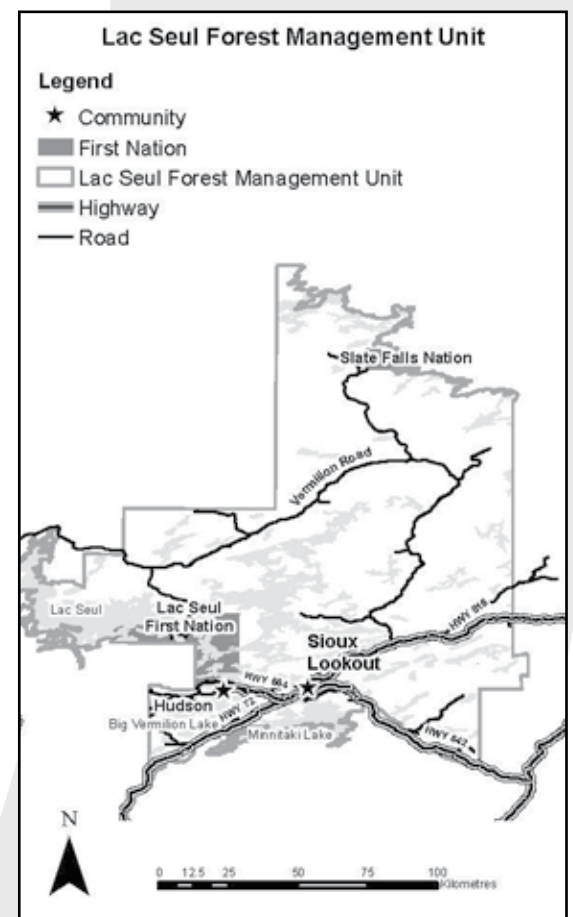 Lac Seul Forest Management Unit
Legend
Community
First Nation
Lac Seul Forest Management Unit
Highway
Road
Slate Falls Nation
Vermilion Road
Lac Seul
Lac Seul
First Nation
HWY 516
Sioux
Lookout
HWY 664
Hudson
HWY 72
Big Vermilion Lake
Minnitaki Lake
HWY 642
N
0 12.5 25 50 75 100
Kilometres